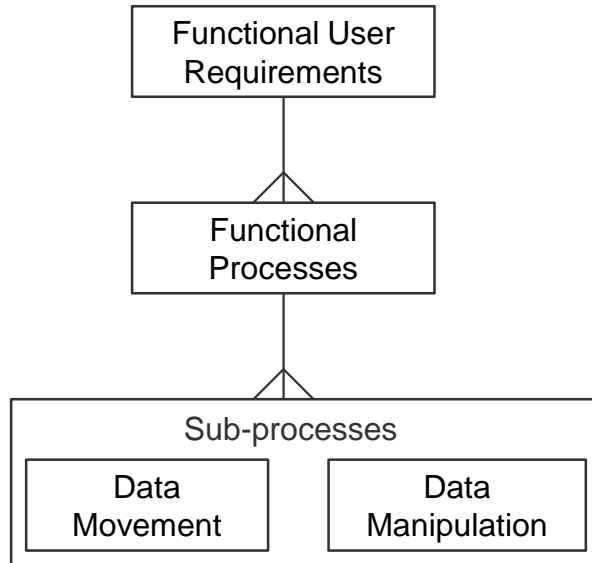 Functional User
Requirements
Functional
Processes
Sub-processes
Data
Movement
Data
Manipulation